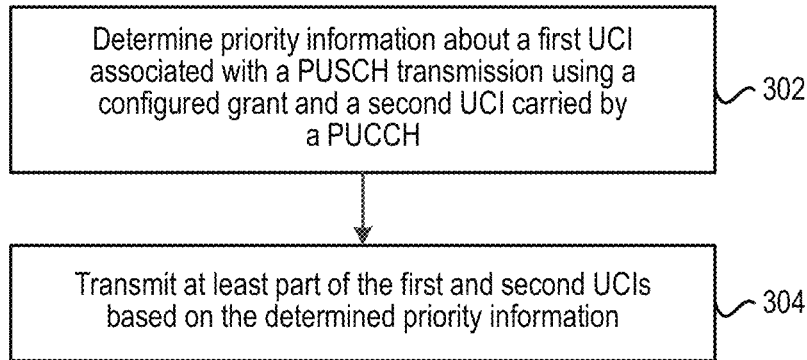 Determine priority information about a first UCI
associated with a PUSCH transmission using a
configured grant and a second UCI carried by
a PUCCH
302
Transmit at least part of the first and second UCIs
based on the determined priority information
304